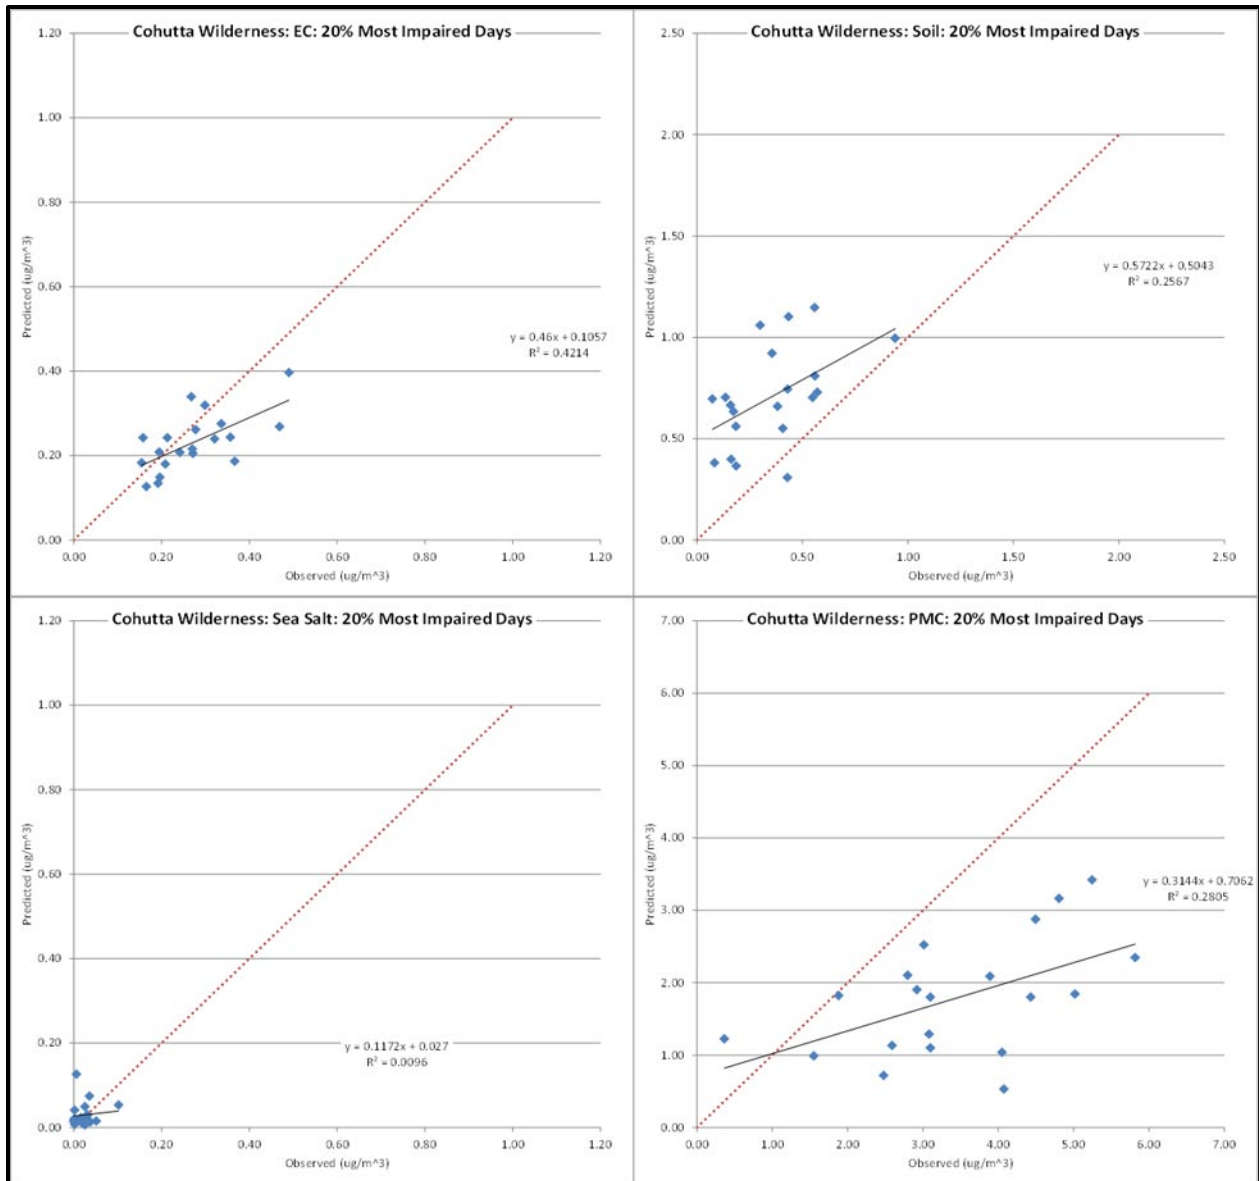 Cohutta Wilderness: EC: 20% Most Impaired Days
1.20
1.00
0.80
0.60
0.40
0.20
0.00
Predicted (ug/m^3)
y = 0.46x + 0.1057
R² = 0.4214
0.00 0.20 0.40 0.60 0.80 1.00 1.20
Observed (ug/m^3)
Cohutta Wilderness: Soil: 20% Most Impaired Days
2.50
2.00
1.50
1.00
0.50
0.00
Predicted (ug/m^3)
y = 0.5722x + 0.5043
R² = 0.2567
0.00 0.50 1.00 1.50 2.00 2.50
Observed (ug/m^3)
Cohutta Wilderness: Sea Salt: 20% Most Impaired Days
1.20
1.00
0.80
0.60
0.40
0.20
0.00
Predicted (ug/m^3)
y = 0.1172x + 0.027
R² = 0.0096
0.00 0.20 0.40 0.60 0.80 1.00 1.20
Observed (ug/m^3)
Cohutta Wilderness: PMC: 20% Most Impaired Days
7.00
6.00
5.00
4.00
3.00
2.00
1.00
0.00
Predicted (ug/m^3)
y = 0.3144x + 0.7062
R² = 0.2805
0.00 1.00 2.00 3.00 4.00 5.00 6.00 7.00
Observed (ug/m^3)